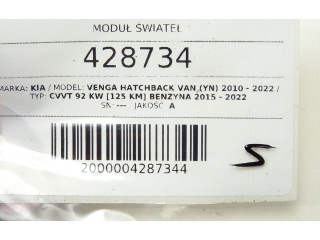 MODUŁ ŚWIATEŁ
428734
MARKA: KIA / MODEL: VENGA HATCHBACK VAN (YN) 2010 - 2022 /
TYP: CVVT 92 KW [125 KM] BENZYNA 2015 - 2022
SN: --- JAKOŚĆ: A
2000004287344
S